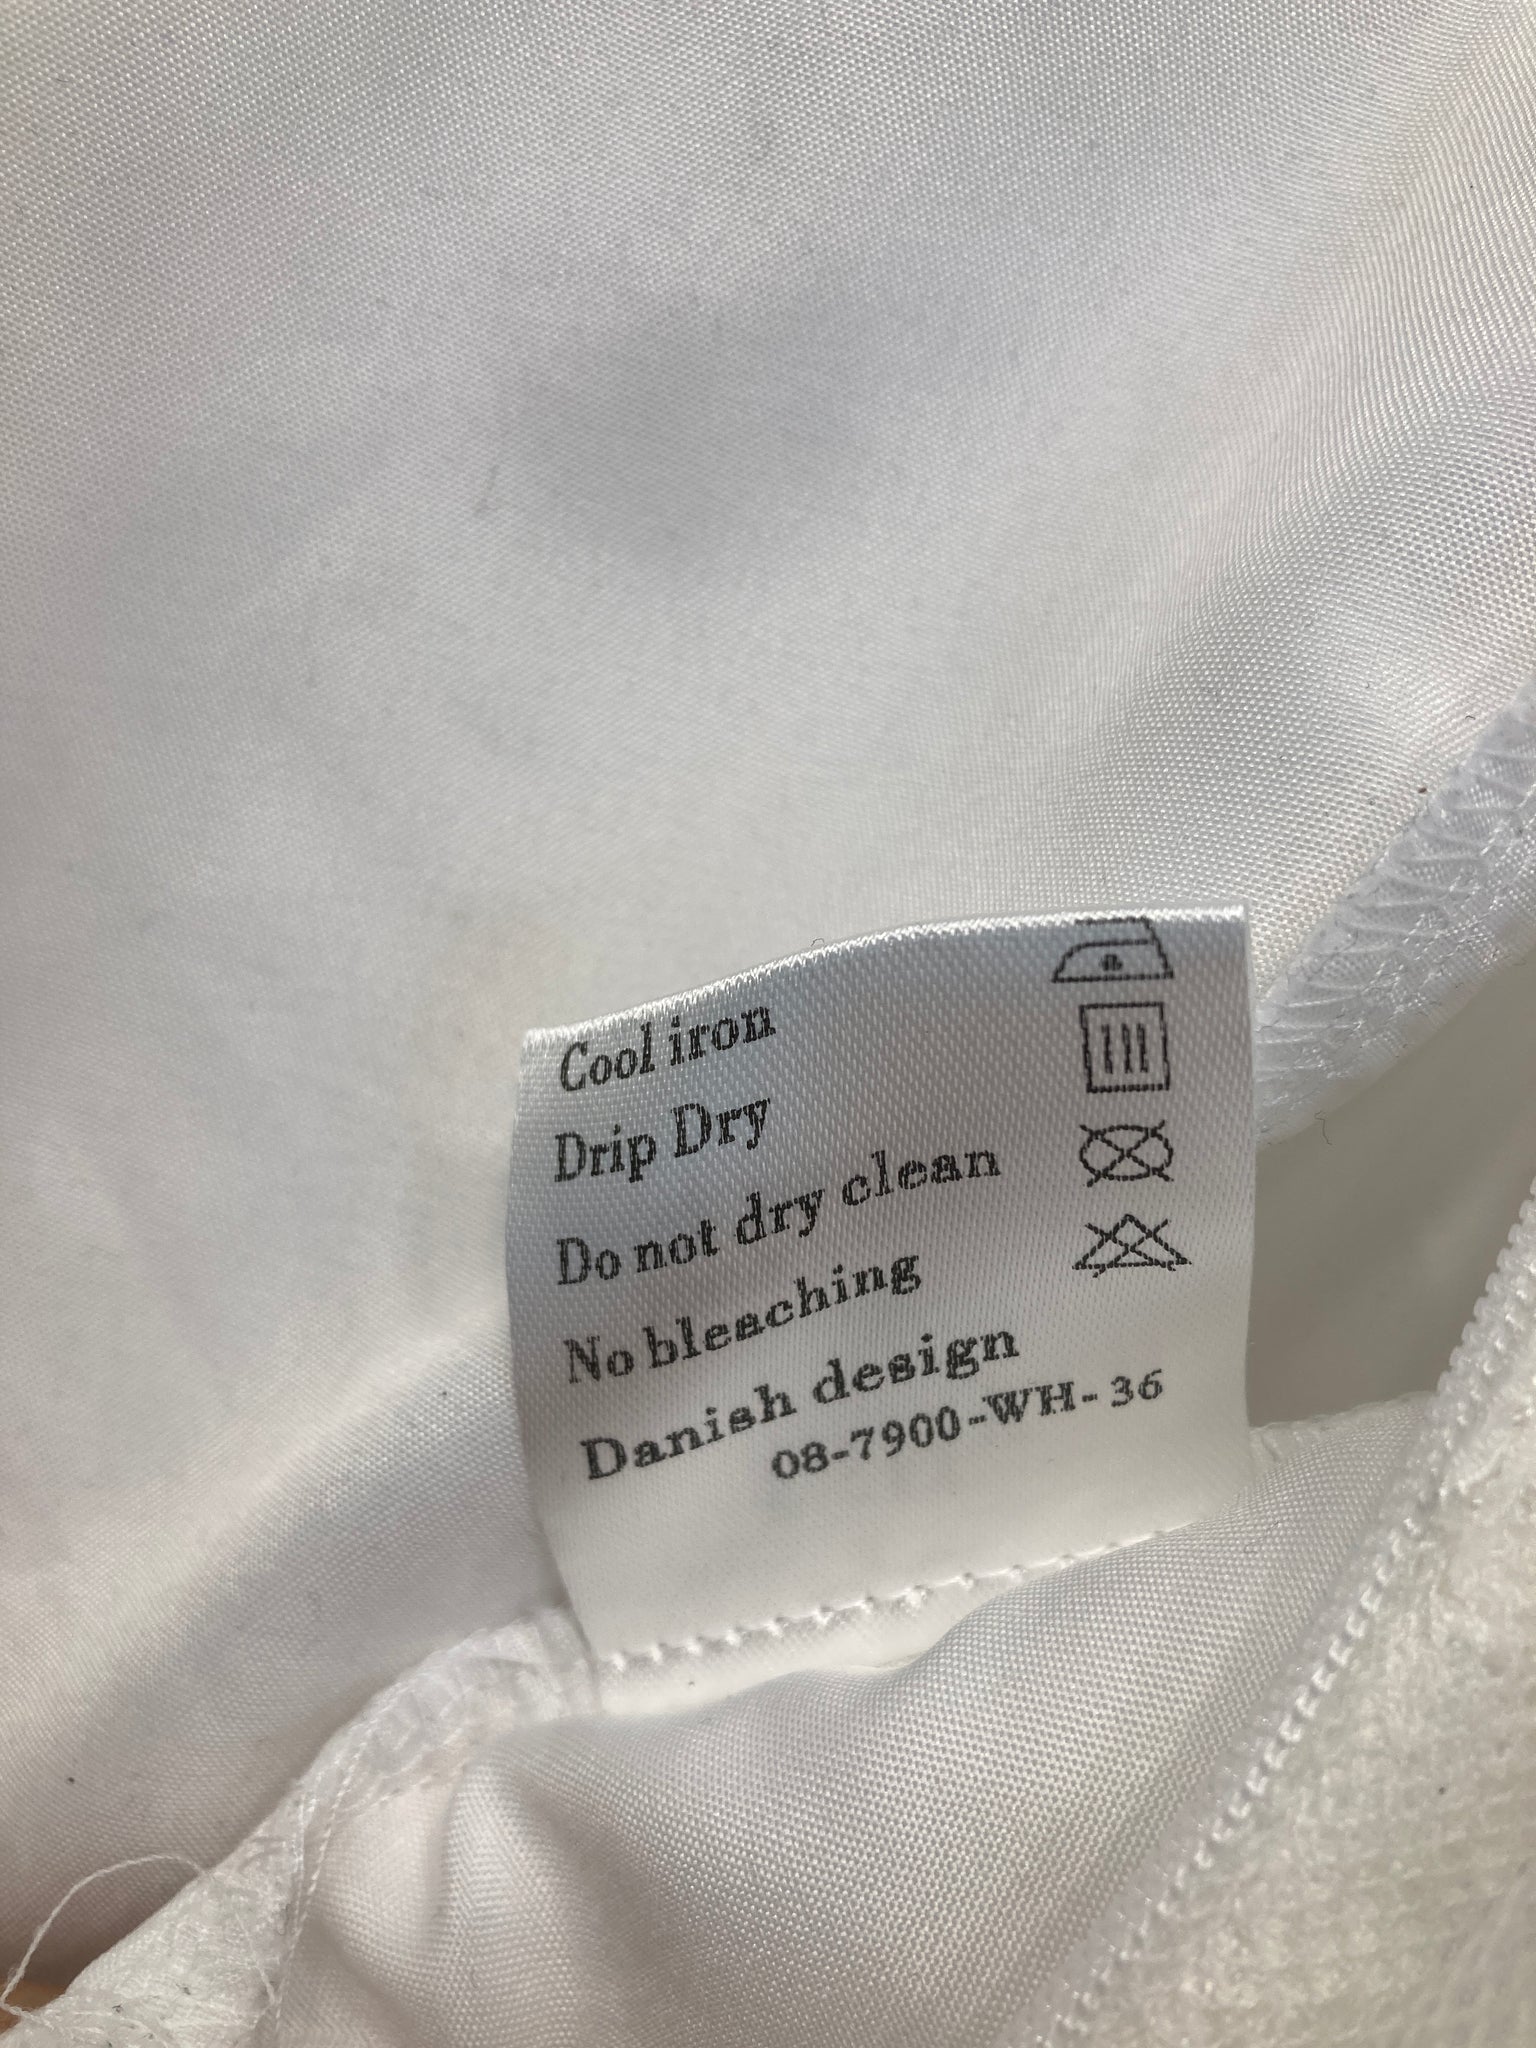 Cool iron
Drip Dry
Do not dry clean
No bleaching
Danish design
08-7900-WH-36